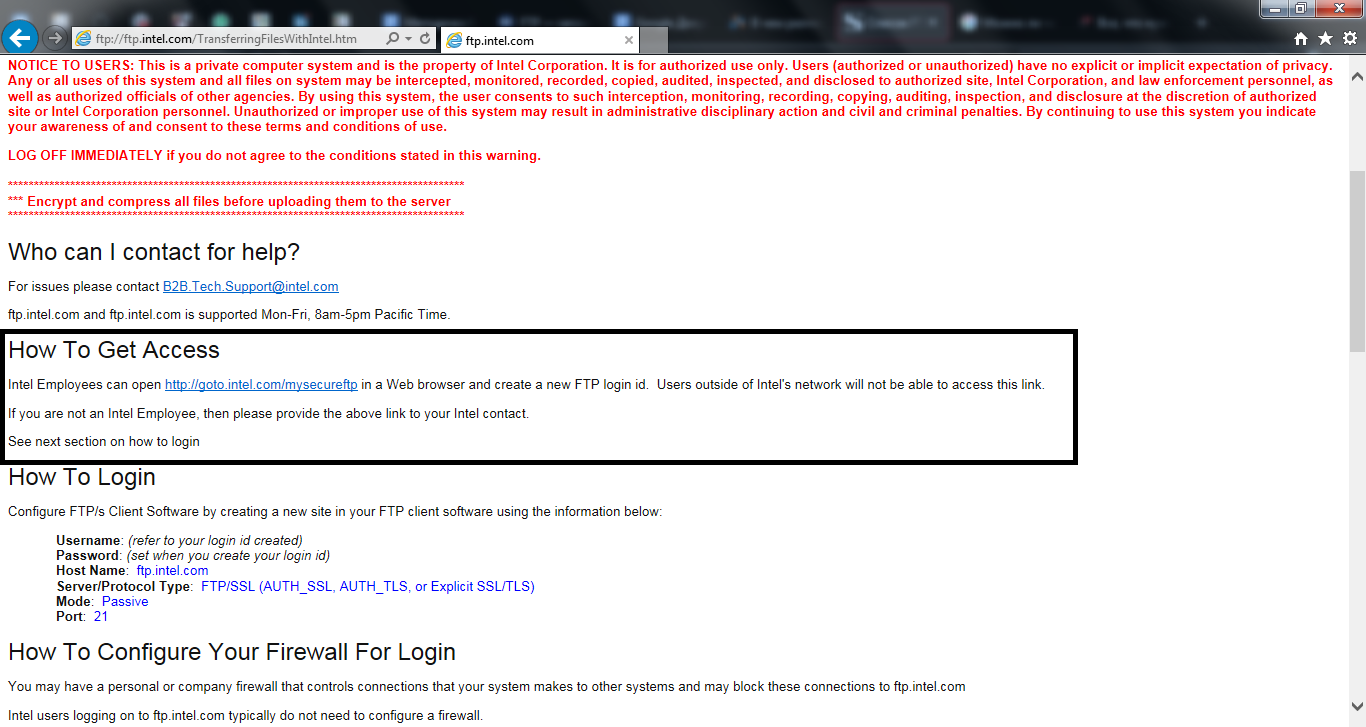 ftp://ftp.intel.com/TransferringFilesWithIntel.htm
ftp.intel.com
NOTICE TO USERS: This is a private computer system and is the property of Intel Corporation. It is for authorized use only. Users (authorized or unauthorized) have no explicit or implicit expectation of privacy.
Any or all uses of this system and all files on system may be intercepted, monitored, recorded, copied, audited, inspected, and disclosed to authorized site, Intel Corporation, and law enforcement personnel, as
well as authorized officials of other agencies. By using this system, the user consents to such interception, monitoring, recording, copying, auditing, inspection, and disclosure at the discretion of authorized
site or Intel Corporation personnel. Unauthorized or improper use of this system may result in administrative disciplinary action and civil and criminal penalties. By continuing to use this system you indicate
your awareness of and consent to these terms and conditions of use.
LOG OFF IMMEDIATELY if you do not agree to the conditions stated in this warning.
*** Encrypt and compress all files before uploading them to the server
Who can I contact for help?
For issues please contact B2B.Tech.Support@intel.com
ftp.intel.com and ftp.intel.com is supported Mon-Fri, 8am-5pm Pacific Time.
How To Get Access
Intel Employees can open http://goto.intel.com/mysecureftp in a Web browser and create a new FTP login id.  Users outside of Intel's network will not be able to access this link.
If you are not an Intel Employee, then please provide the above link to your Intel contact.
See next section on how to login
How To Login
Configure FTP/s Client Software by creating a new site in your FTP client software using the information below:
Username: (refer to your login id created)
Password: (set when you create your login id)
Host Name:  ftp.intel.com
Server/Protocol Type:  FTP/SSL (AUTH_SSL, AUTH_TLS, or Explicit SSL/TLS)
Mode:  Passive
Port:  21
How To Configure Your Firewall For Login
You may have a personal or company firewall that controls connections that your system makes to other systems and may block these connections to ftp.intel.com
Intel users logging on to ftp.intel.com typically do not need to configure a firewall.